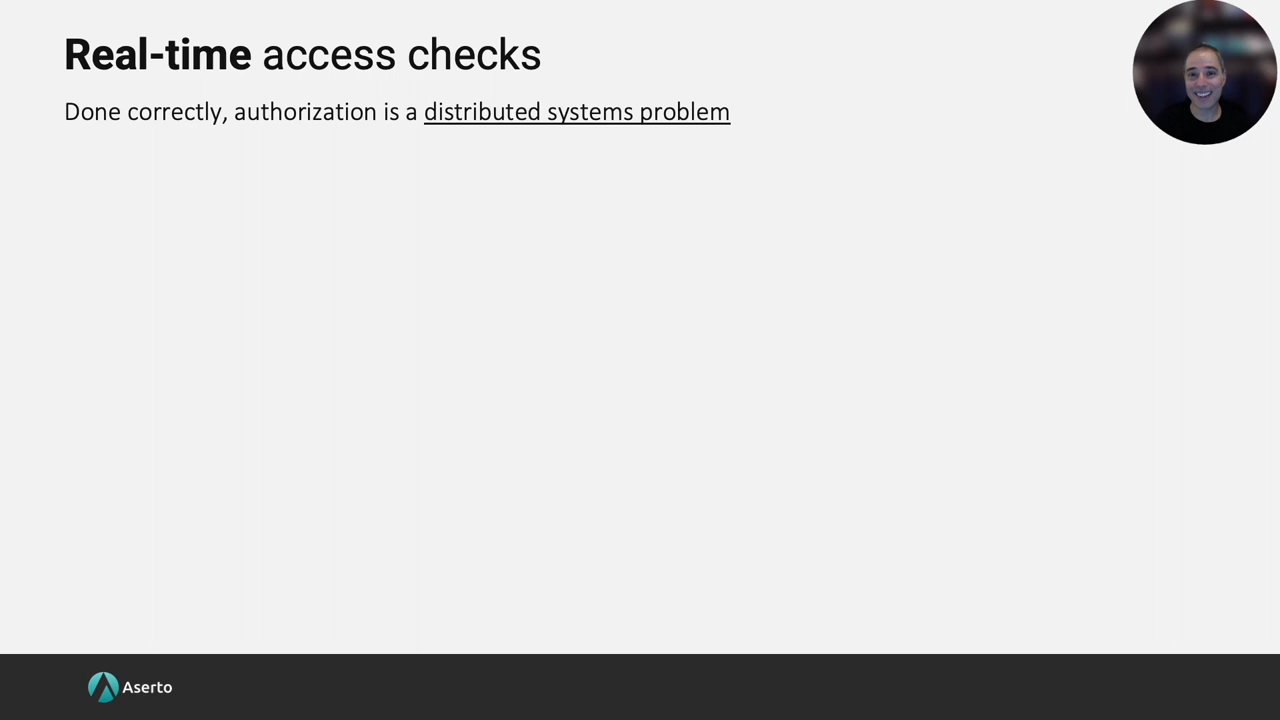 Real-time access checks
Done correctly, authorization is a distributed systems problem
Aserto